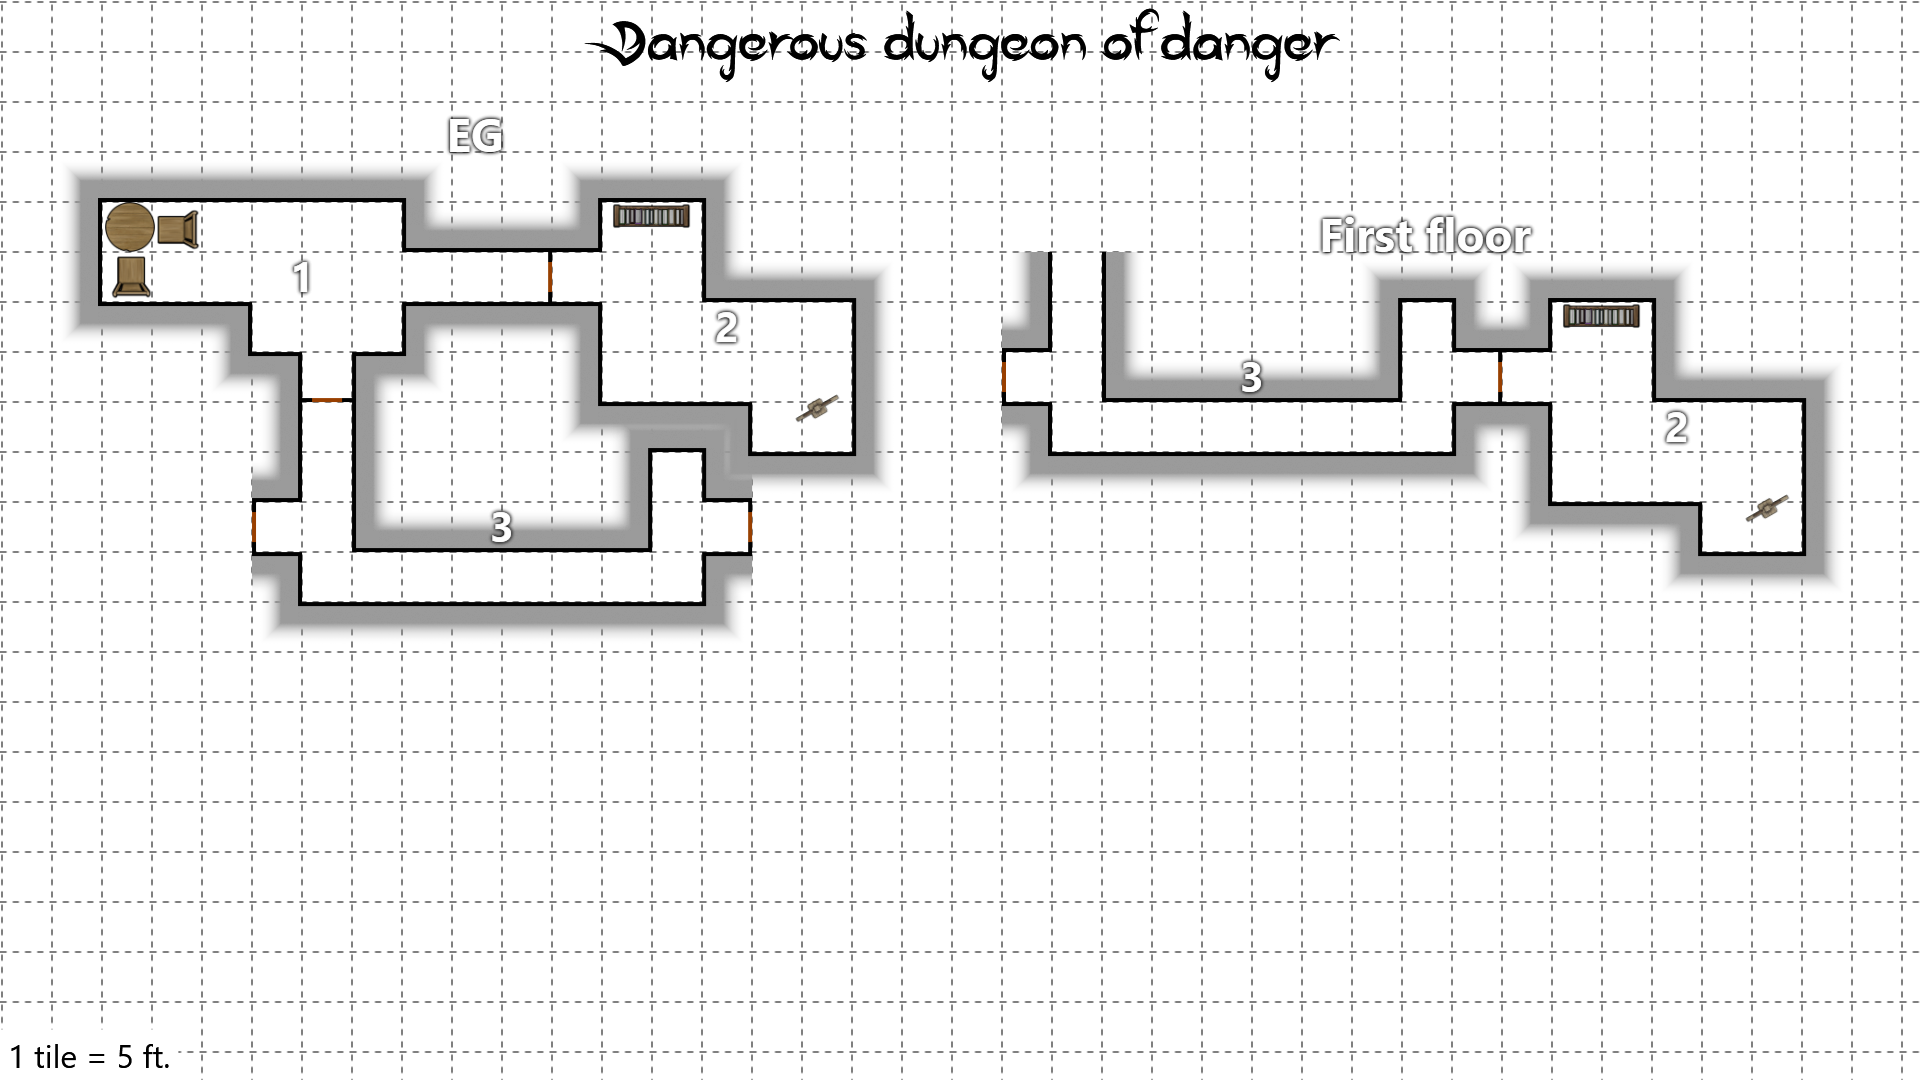 Dangerous dungeon of danger
EG
First floor
1
2
3
3
2
1 tile = 5 ft.